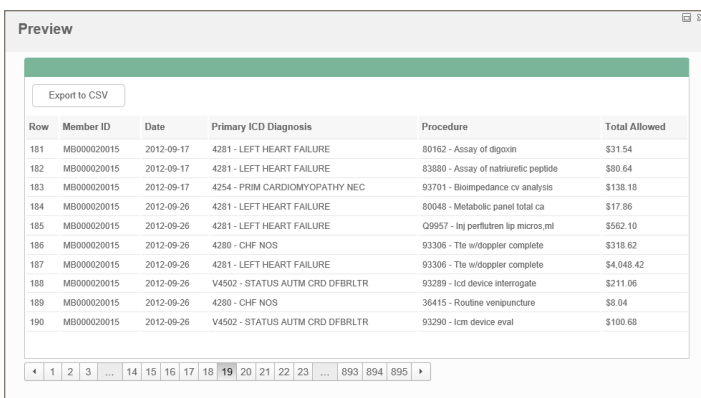 Preview
Export to CSV
Row Member ID Date Primary ICD Diagnosis Procedure Total Allowed
181 MB000020015 2012-09-17 4281 - LEFT HEART FAILURE 80162 - Assay of digoxin $31.54
182 MB000020015 2012-09-17 4281 - LEFT HEART FAILURE 83880 - Assay of natriuretic peptide $80.64
183 MB000020015 2012-09-17 4254 - PRIM CARDIOMYOPATHY NEC 93701 - Bioimpedance cv analysis $138.18
184 MB000020015 2012-09-26 4281 - LEFT HEART FAILURE 80048 - Metabolic panel total ca $17.86
185 MB000020015 2012-09-26 4281 - LEFT HEART FAILURE Q9957 - Inj perflutren lip micros,ml $562.10
186 MB000020015 2012-09-26 4280 - CHF NOS 93306 - Tte w/doppler complete $318.62
187 MB000020015 2012-09-26 4281 - LEFT HEART FAILURE 93306 - Tte w/doppler complete $4,048.42
188 MB000020015 2012-09-26 V4502 - STATUS AUTM CRD DFBRLTR 93289 - Icd device interrogate $211.06
189 MB000020015 2012-09-26 4280 - CHF NOS 36415 - Routine venipuncture $8.04
190 MB000020015 2012-09-26 V4502 - STATUS AUTM CRD DFBRLTR 93290 - Icm device eval $100.68
1 2 3 ... 14 15 16 17 18 19 20 21 22 23 ... 893 894 895